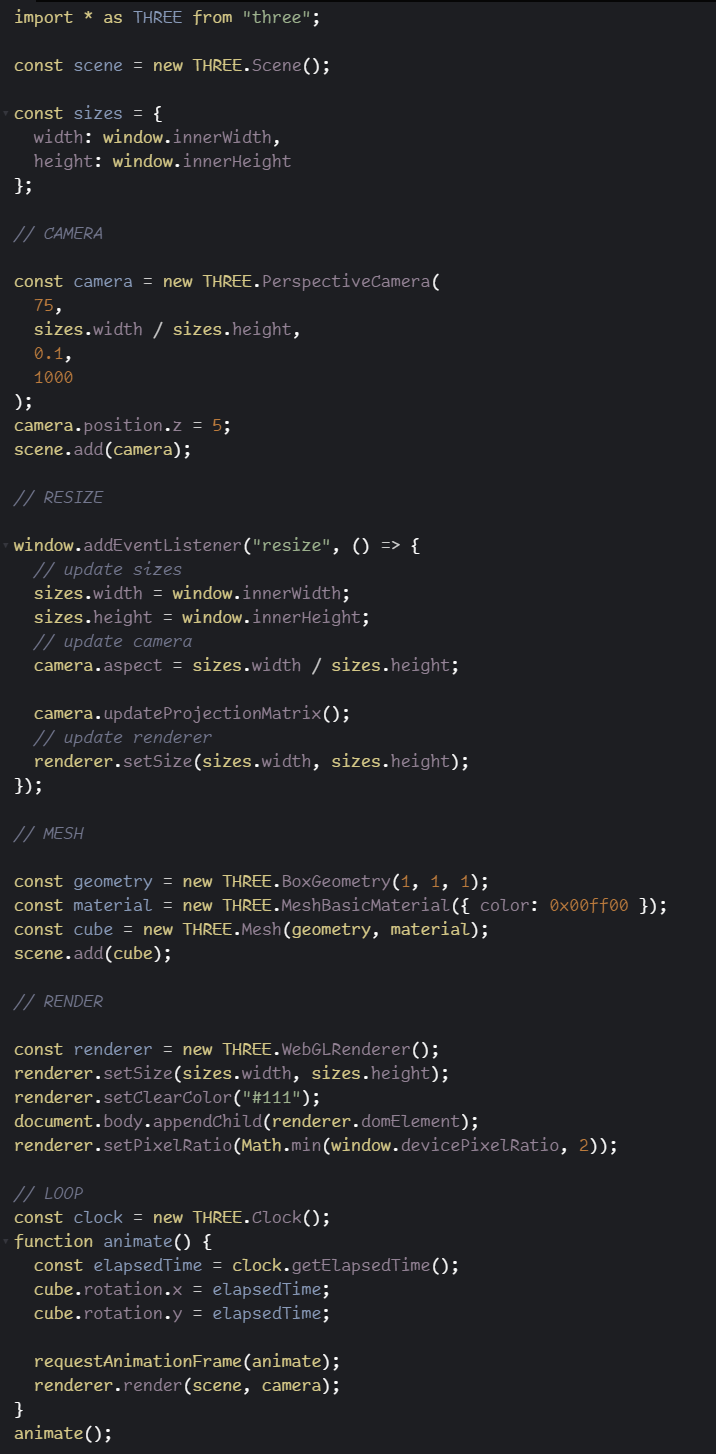 import * as THREE from "three";
const scene = new THREE.Scene();
const sizes = {
  width: window.innerWidth,
  height: window.innerHeight
};
// CAMERA
const camera = new THREE.PerspectiveCamera(
  75,
  sizes.width / sizes.height,
  0.1,
  1000
);
camera.position.z = 5;
scene.add(camera);
// RESIZE
window.addEventListener("resize", () => {
  // update sizes
  sizes.width = window.innerWidth;
  sizes.height = window.innerHeight;
  // update camera
  camera.aspect = sizes.width / sizes.height;
  camera.updateProjectionMatrix();
  // update renderer
  renderer.setSize(sizes.width, sizes.height);
});
// MESH
const geometry = new THREE.BoxGeometry(1, 1, 1);
const material = new THREE.MeshBasicMaterial({ color: 0x00ff00 });
const cube = new THREE.Mesh(geometry, material);
scene.add(cube);
// RENDER
const renderer = new THREE.WebGLRenderer();
renderer.setSize(sizes.width, sizes.height);
renderer.setClearColor("#111");
document.body.appendChild(renderer.domElement);
renderer.setPixelRatio(Math.min(window.devicePixelRatio, 2));
// LOOP
const clock = new THREE.Clock();
function animate() {
  const elapsedTime = clock.getElapsedTime();
  cube.rotation.x = elapsedTime;
  cube.rotation.y = elapsedTime;
  requestAnimationFrame(animate);
  renderer.render(scene, camera);
}
animate();